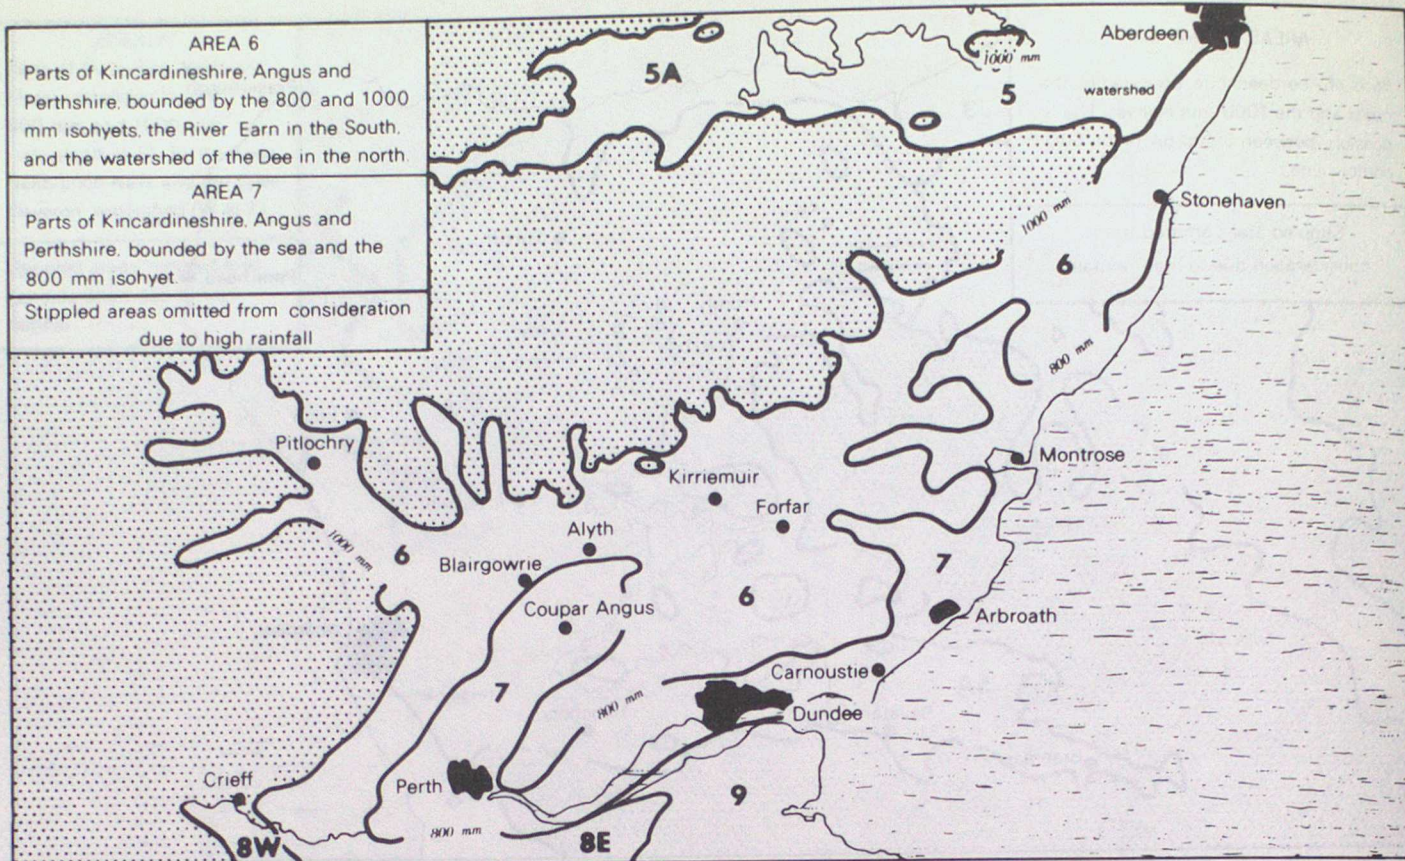 AREA 6
Parts of Kincardineshire. Angus and
Perthshire. bounded by the 800 and 1000
mm isohyets. the River Earn in the South.
and the watershed of the Dee in the north.
AREA 7
Parts of Kincardineshire. Angus and
Perthshire. bounded by the sea and the
800 mm isohyet.
Stippled areas omitted from consideration
due to high rainfall
5A
1000 mm
5
Aberdeen
watershed
Stonehaven
1000 mm
6
800 mm
Montrose
Pitlochry
Kirriemuir
Forfar
Alyth
1000 mm
6
Blairgowrie
Coupar Angus
6
7
Arbroath
Carnoustie
7
800 mm
Dundee
Crieff
Perth
9
800 mm
8W
8E